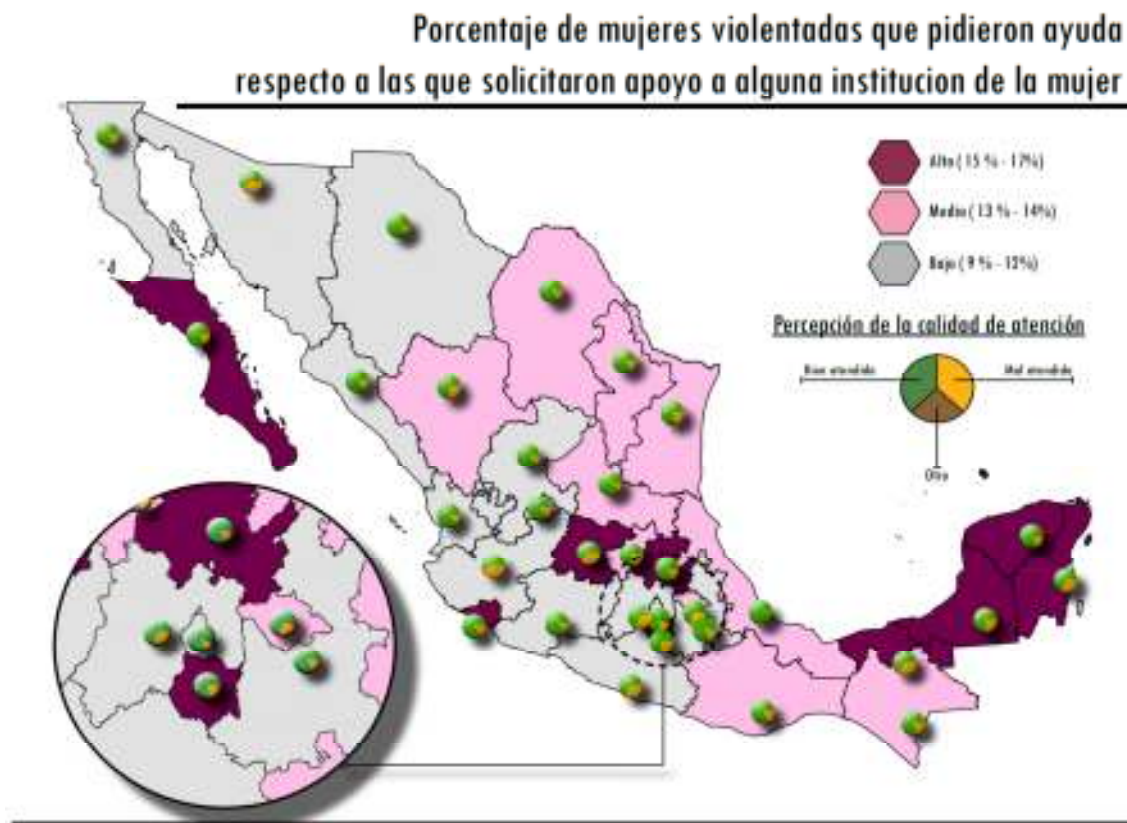 Porcentaje de mujeres violentadas que pidieron ayuda
respecto a las que solicitaron apoyo a alguna institucion de la mujer
Alto ( 15 % - 17%)
Medio ( 13 % - 14%)
Bajo ( 9 % - 12%)
Percepción de la calidad de atención
Bien atendida
Mal atendida
Otro